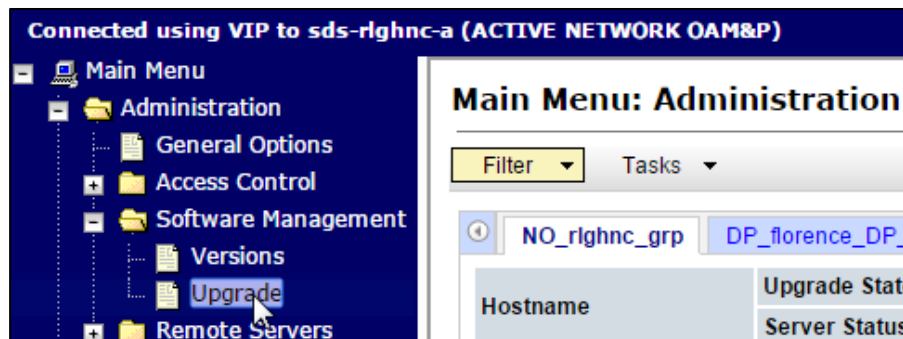 Connected using VIP to sds-rlghnc-a (ACTIVE NETWORK OAM&P)
Main Menu
Administration
General Options
Access Control
Software Management
Versions
Upgrade
Remote Servers
Main Menu: Administration
Filter Tasks
NO_rlghnc_grp DP_florence_DP_
Hostname
Upgrade Stat
Server Status